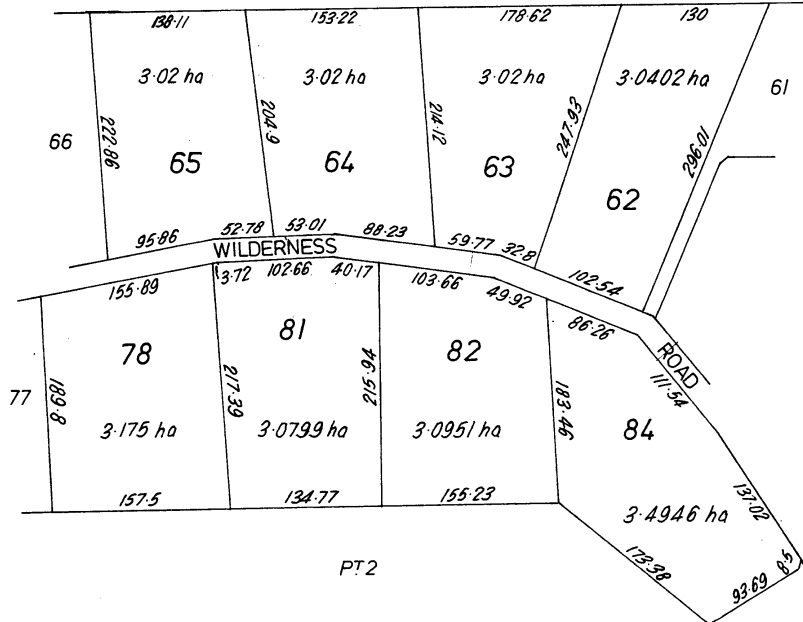 138.11 153.22 178.62 130
3.02 ha 3.02 ha 3.02 ha 3.0402 ha 61
66 222.86 204.9 214.12 247.93 296.01
65 64 63 62
95.86 52.78 53.01 88.23 59.77 32.8 102.54
WILDERNESS ROAD
155.89 3.72 102.66 40.17 103.66 49.92 86.26 111.54
78 81 82 84
77 189.8 217.39 215.94 183.46
3.175 ha 3.0799 ha 3.0951 ha 3.4946 ha 137.02
157.5 134.77 155.23 173.38 93.69 8.5
PT.2